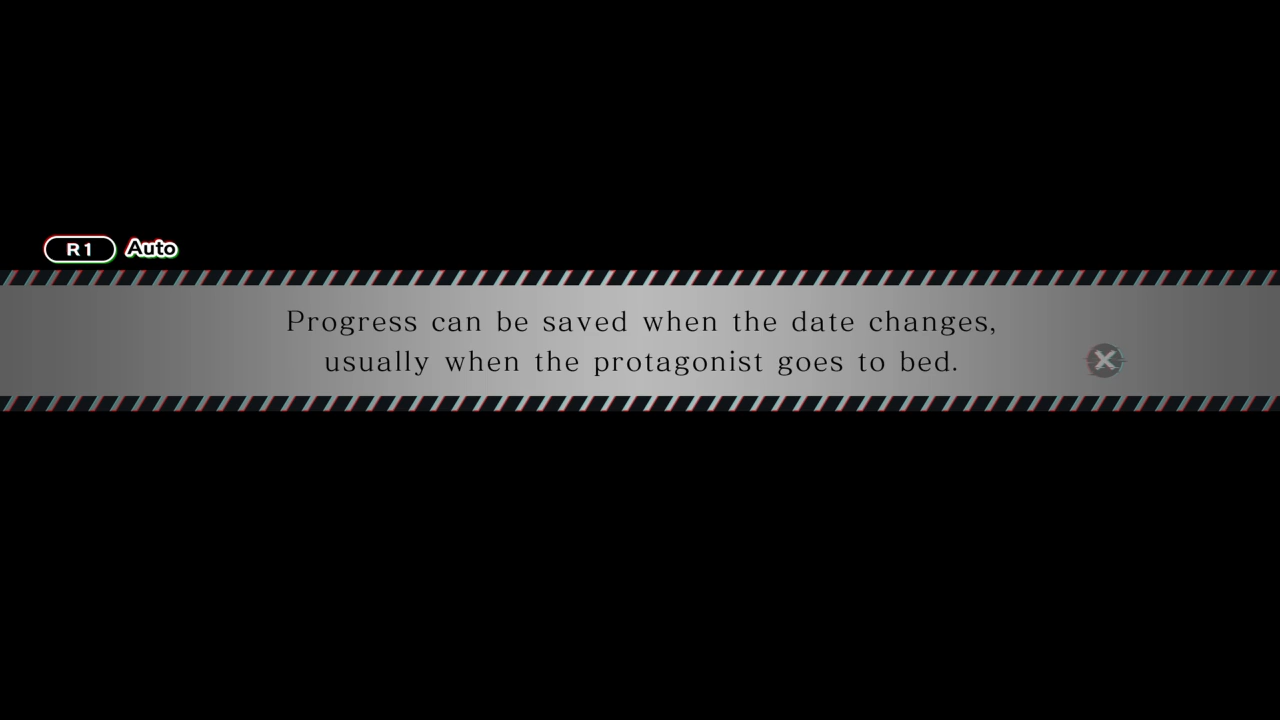 R1 Auto
Progress can be saved when the date changes,
usually when the protagonist goes to bed.